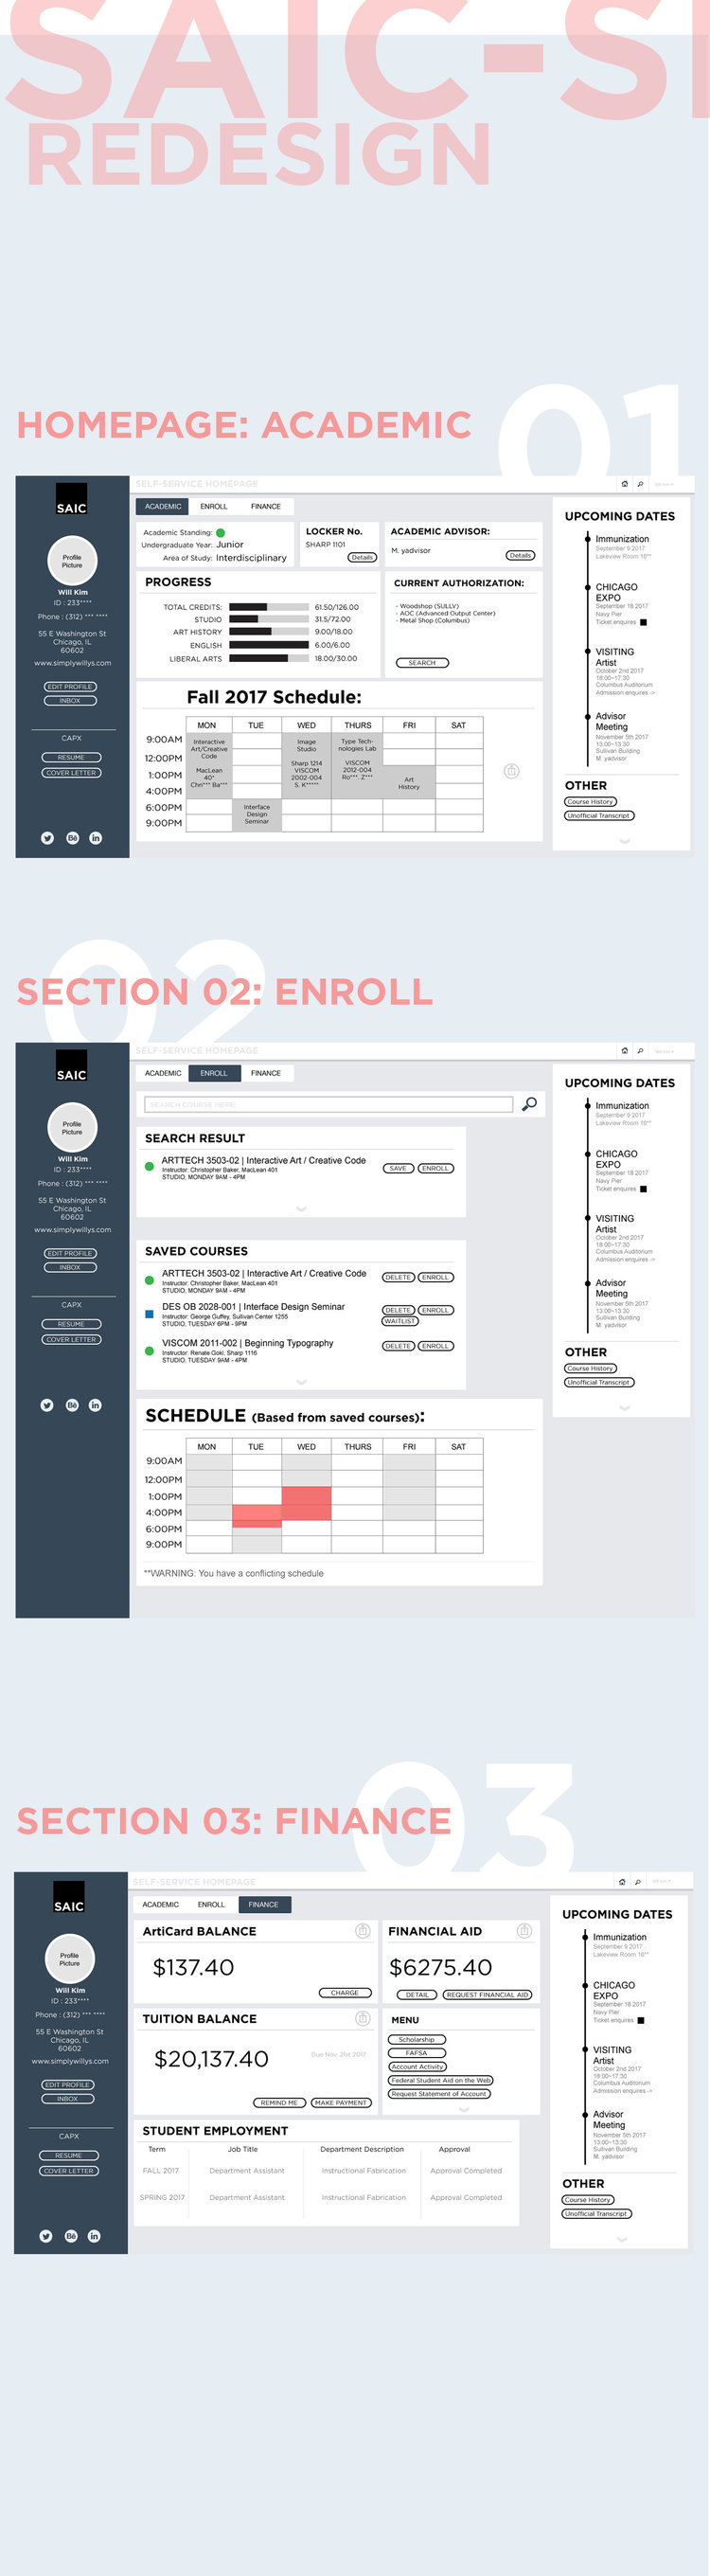 SAIC-SI
REDESIGN
01
HOMEPAGE: ACADEMIC
SAIC
Profile
Picture
Will Kim
ID : 233****
Phone : (312) *** ****
55 E Washington St
Chicago, IL
60602
www.simplywillys.com
EDIT PROFILE
INBOX
CAPX
RESUME
COVER LETTER
Bē
in
SELF-SERVICE HOMEPAGE
ACADEMIC ENROLL FINANCE
Academic Standing:
Undergraduate Year: Junior
Area of Study: Interdisciplinary
LOCKER No.
SHARP 1101
Details
ACADEMIC ADVISOR:
M. yadvisor
Details
PROGRESS
TOTAL CREDITS: 61.50/126.00
STUDIO 31.5/72.00
ART HISTORY 9.00/18.00
ENGLISH 6.00/6.00
LIBERAL ARTS 18.00/30.00
CURRENT AUTHORIZATION:
- Woodshop (SULLV)
- AOC (Advanced Output Center)
- Metal Shop (Columbus)
SEARCH
Fall 2017 Schedule:
MON TUE WED THURS FRI SAT
9:00AM
12:00PM
1:00PM
4:00PM
6:00PM
9:00PM
Interactive
Art/Creative
Code
MacLean
40*
Chri*** Ba***
Interface
Design
Seminar
Image
Studio
Sharp 1214
VISCOM
2002-004
S. K*****
Type Tech-
nologies Lab
VISCOM
2012-004
Ro***. Z***
Art
History
UPCOMING DATES
Immunization
September 9 2017
Lakeview Room 16**
CHICAGO
EXPO
September 18 2017
Navy Pier
Ticket enquires
VISITING
Artist
October 2nd 2017
18:00~17:30
Columbus Auditorium
Admission enquires ->
Advisor
Meeting
November 5th 2017
13:00~13:30
Sullivan Building
M. yadvisor
OTHER
Course History
Unofficial Transcript
02
SECTION 02: ENROLL
SAIC
Profile
Picture
Will Kim
ID : 233****
Phone : (312) *** ****
55 E Washington St
Chicago, IL
60602
www.simplywillys.com
EDIT PROFILE
INBOX
CAPX
RESUME
COVER LETTER
Bē
in
SELF-SERVICE HOMEPAGE
ACADEMIC ENROLL FINANCE
SEARCH COURSE HERE:
SEARCH RESULT
ARTTECH 3503-02 | Interactive Art / Creative Code
Instructor: Christopher Baker, MacLean 401
STUDIO, MONDAY 9AM - 4PM
SAVE ENROLL
SAVED COURSES
ARTTECH 3503-02 | Interactive Art / Creative Code
Instructor: Christopher Baker, MacLean 401
STUDIO, MONDAY 9AM - 4PM
DELETE ENROLL
DES OB 2028-001 | Interface Design Seminar
Instructor: George Guffey, Sullivan Center 1255
STUDIO, TUESDAY 6PM - 9PM
DELETE ENROLL
WAITLIST
VISCOM 2011-002 | Beginning Typography
Instructor: Renate Gokl, Sharp 1116
STUDIO, TUESDAY 9AM - 4PM
DELETE ENROLL
SCHEDULE (Based from saved courses):
MON TUE WED THURS FRI SAT
9:00AM
12:00PM
1:00PM
4:00PM
6:00PM
9:00PM
**WARNING: You have a conflicting schedule
UPCOMING DATES
Immunization
September 9 2017
Lakeview Room 16**
CHICAGO
EXPO
September 18 2017
Navy Pier
Ticket enquires
VISITING
Artist
October 2nd 2017
18:00~17:30
Columbus Auditorium
Admission enquires ->
Advisor
Meeting
November 5th 2017
13:00~13:30
Sullivan Building
M. yadvisor
OTHER
Course History
Unofficial Transcript
03
SECTION 03: FINANCE
SAIC
Profile
Picture
Will Kim
ID : 233****
Phone : (312) *** ****
55 E Washington St
Chicago, IL
60602
www.simplywillys.com
EDIT PROFILE
INBOX
CAPX
RESUME
COVER LETTER
Bē
in
SELF-SERVICE HOMEPAGE
ACADEMIC ENROLL FINANCE
ArtiCard BALANCE
$137.40
CHARGE
FINANCIAL AID
$6275.40
DETAIL REQUEST FINANCIAL AID
TUITION BALANCE
$20,137.40
Due Nov. 21st 2017
REMIND ME MAKE PAYMENT
MENU
Scholarship
FAFSA
Account Activity
Federal Student Aid on the Web
Request Statement of Account
STUDENT EMPLOYMENT
Term Job Title Department Description Approval
FALL 2017 Department Assistant Instructional Fabrication Approval Completed
SPRING 2017 Department Assistant Instructional Fabrication Approval Completed
UPCOMING DATES
Immunization
September 9 2017
Lakeview Room 16**
CHICAGO
EXPO
September 18 2017
Navy Pier
Ticket enquires
VISITING
Artist
October 2nd 2017
18:00~17:30
Columbus Auditorium
Admission enquires ->
Advisor
Meeting
November 5th 2017
13:00~13:30
Sullivan Building
M. yadvisor
OTHER
Course History
Unofficial Transcript